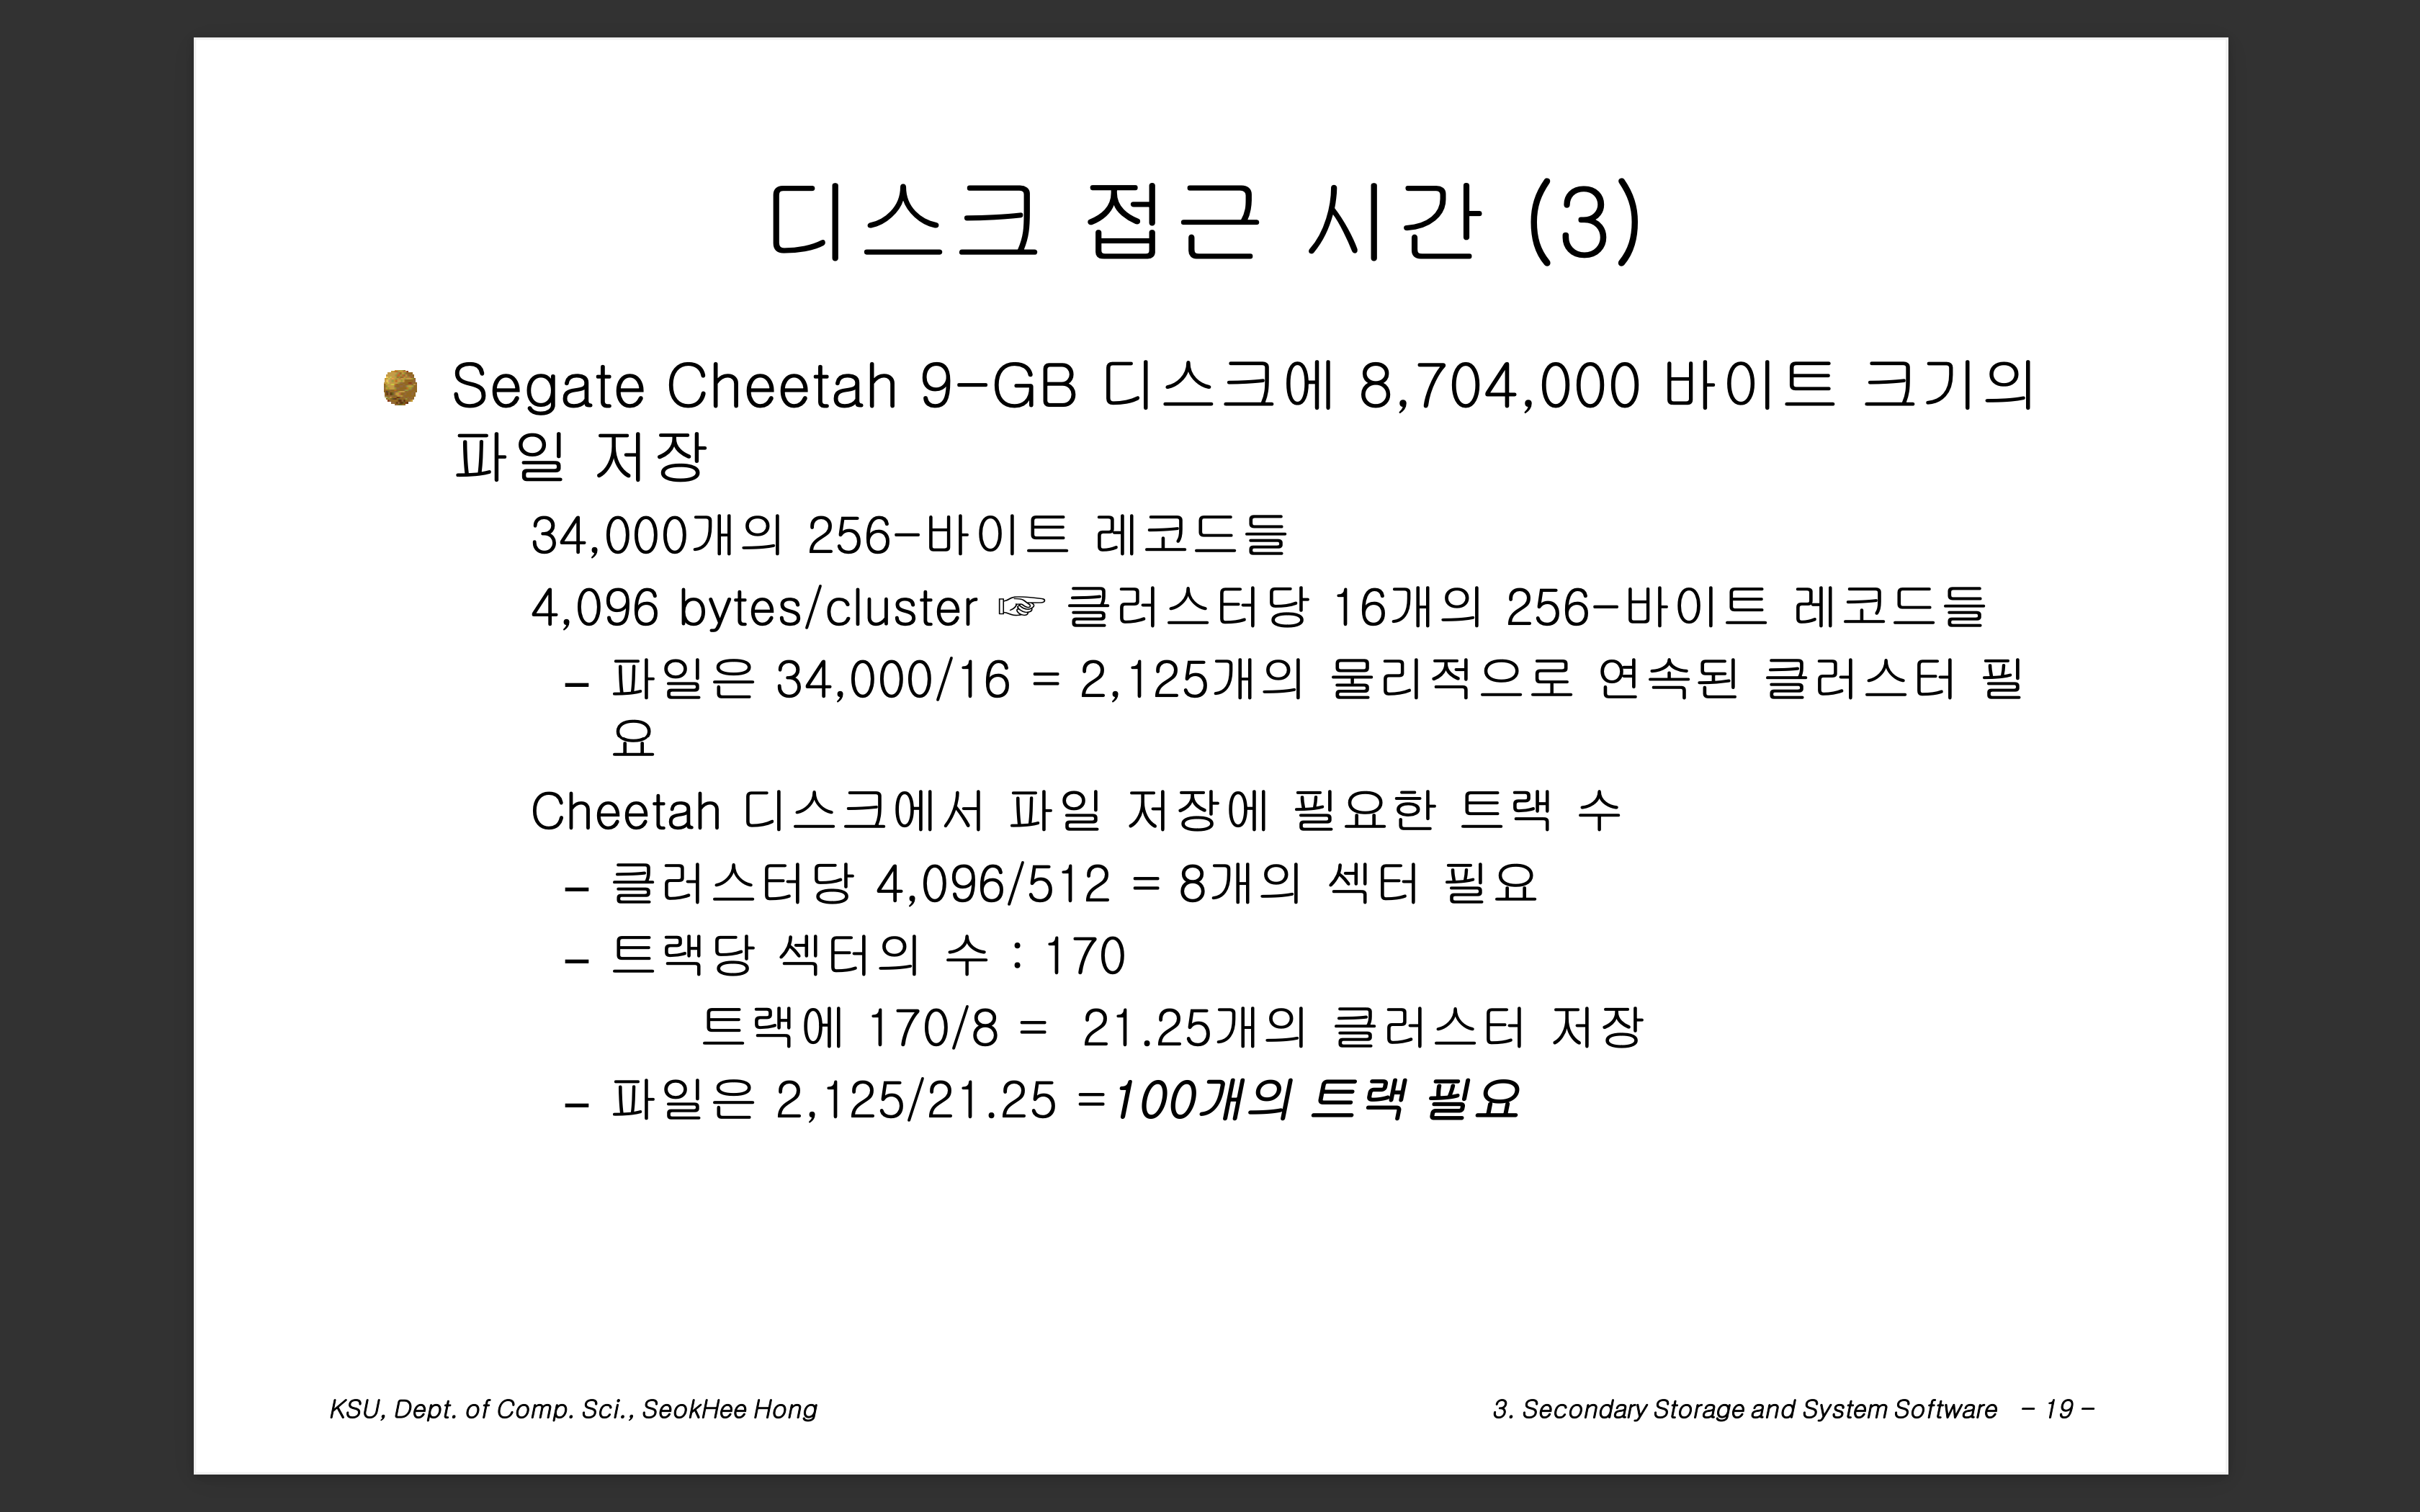 디스크 접근 시간 (3)
Segate Cheetah 9-GB 디스크에 8,704,000 바이트 크기의
파일 저장
34,000개의 256-바이트 레코드들
4,096 bytes/cluster ☞ 클러스터당 16개의 256-바이트 레코드들
- 파일은 34,000/16 = 2,125개의 물리적으로 연속된 클러스터 필
요
Cheetah 디스크에서 파일 저장에 필요한 트랙 수
- 클러스터당 4,096/512 = 8개의 섹터 필요
- 트랙당 섹터의 수 : 170
트랙에 170/8 = 21.25개의 클러스터 저장
- 파일은 2,125/21.25 =100개의 트랙 필요
KSU, Dept. of Comp. Sci., SeokHee Hong
3. Secondary Storage and System Software - 19 -